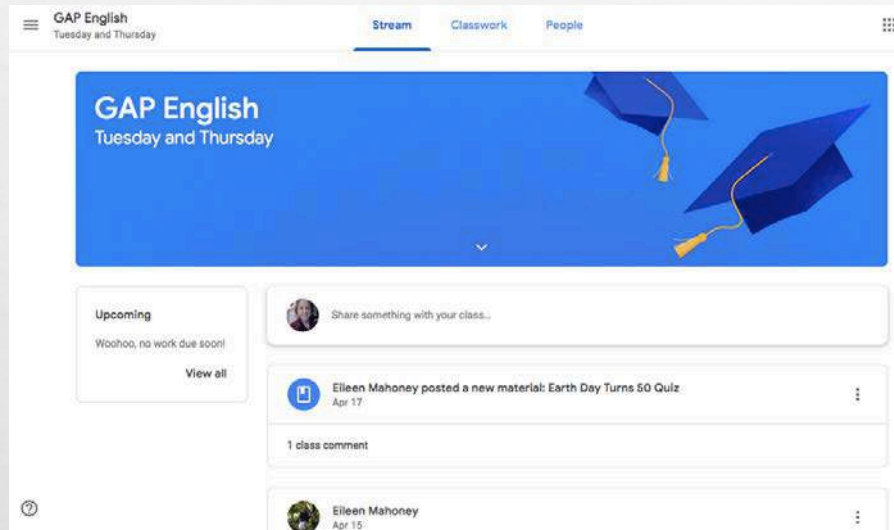 GAP English
Tuesday and Thursday
Stream
Classwork
People
GAP English
Tuesday and Thursday
Upcoming
Woohoo, no work due soon!
View all
Share something with your class...
Eileen Mahoney posted a new material: Earth Day Turns 50 Quiz
Apr 17
1 class comment
Eileen Mahoney
Apr 15